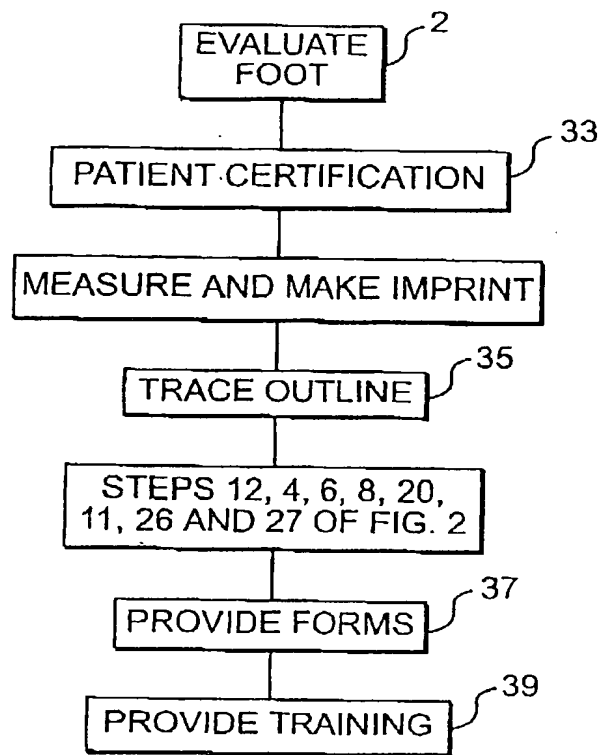 2
EVALUATE
FOOT
33
PATIENT CERTIFICATION
MEASURE AND MAKE IMPRINT
35
TRACE OUTLINE
STEPS 12, 4, 6, 8, 20,
11, 26 AND 27 OF FIG. 2
37
PROVIDE FORMS
39
PROVIDE TRAINING